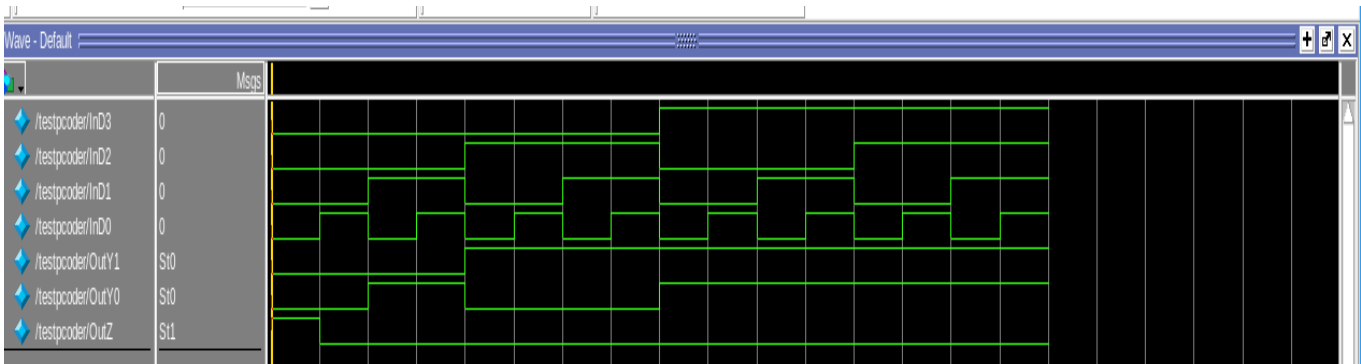 Wave - Default
Msgs
/testpcoder/InD3 0
/testpcoder/InD2 0
/testpcoder/InD1 0
/testpcoder/InD0 0
/testpcoder/OutY1 St0
/testpcoder/OutY0 St0
/testpcoder/OutZ St1